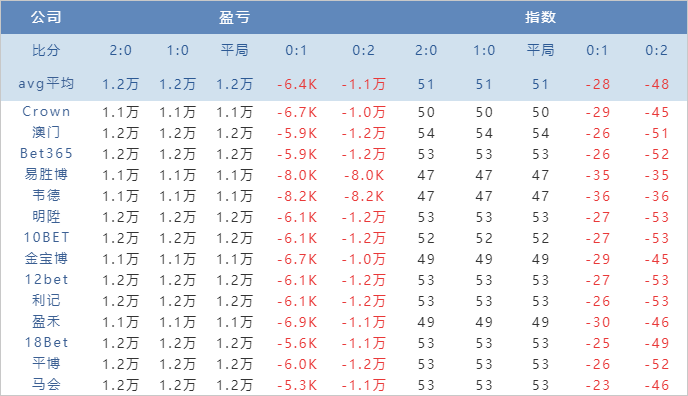 公司 盈亏 指数
比分 2:0 1:0 平局 0:1 0:2 2:0 1:0 平局 0:1 0:2
avg平均 1.2万 1.2万 1.2万 -6.4K -1.1万 51 51 51 -28 -48
Crown 1.1万 1.1万 1.1万 -6.7K -1.0万 50 50 50 -29 -45
澳门 1.2万 1.2万 1.2万 -5.9K -1.2万 54 54 54 -26 -51
Bet365 1.2万 1.2万 1.2万 -5.9K -1.2万 53 53 53 -26 -52
易胜博 1.1万 1.1万 1.1万 -8.0K -8.0K 47 47 47 -35 -35
韦德 1.1万 1.1万 1.1万 -8.2K -8.2K 47 47 47 -36 -36
明陞 1.2万 1.2万 1.2万 -6.1K -1.2万 53 53 53 -27 -53
10BET 1.2万 1.2万 1.2万 -6.1K -1.2万 52 52 52 -27 -53
金宝博 1.1万 1.1万 1.1万 -6.7K -1.0万 49 49 49 -29 -45
12bet 1.2万 1.2万 1.2万 -6.1K -1.2万 53 53 53 -27 -53
利记 1.2万 1.2万 1.2万 -6.1K -1.2万 53 53 53 -26 -53
盈禾 1.1万 1.1万 1.1万 -6.9K -1.1万 49 49 49 -30 -46
18Bet 1.2万 1.2万 1.2万 -5.6K -1.1万 53 53 53 -25 -49
平博 1.2万 1.2万 1.2万 -6.0K -1.2万 53 53 53 -26 -52
马会 1.2万 1.2万 1.2万 -5.3K -1.1万 53 53 53 -23 -46